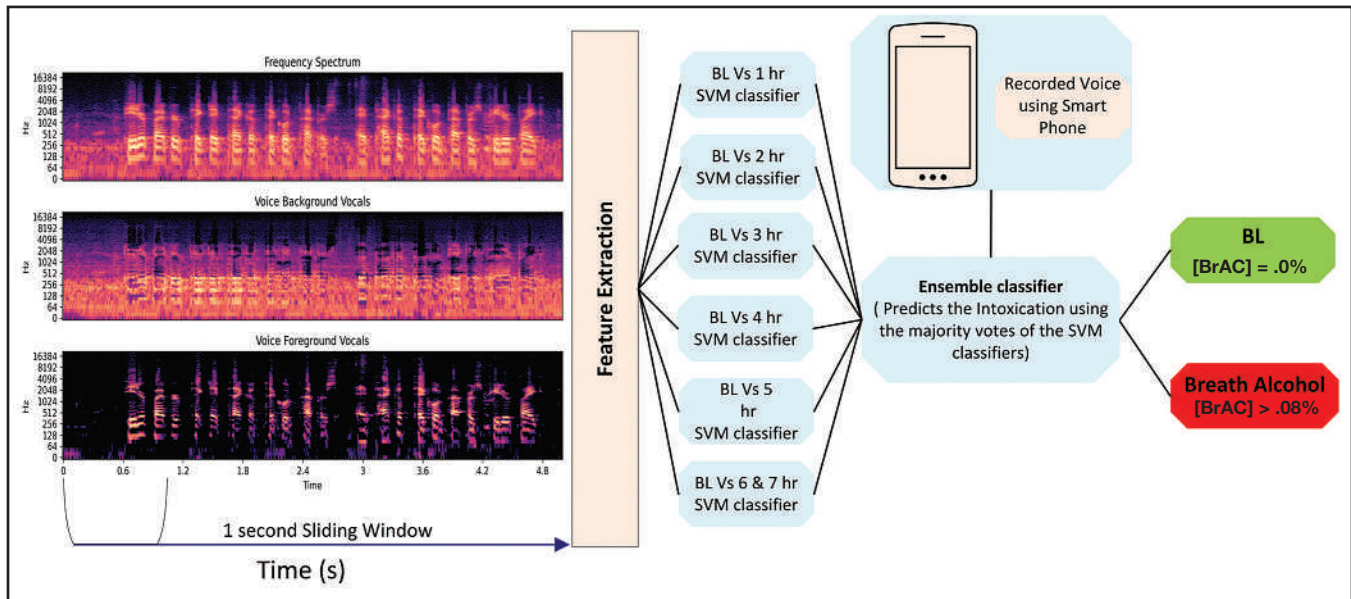 Frequency Spectrum
16384
8192
4096
2048
1024
512
256
128
64
0
Hz
Voice Background Vocals
16384
8192
4096
2048
1024
512
256
128
64
0
Hz
Voice Foreground Vocals
16384
8192
4096
2048
1024
512
256
128
64
0
Hz
0 0.6 1.2 1.8 2.4 3 3.6 4.2 4.8
Time
1 second Sliding Window
Time (s)
Feature Extraction
BL Vs 1 hr
SVM classifier
BL Vs 2 hr
SVM classifier
BL Vs 3 hr
SVM classifier
BL Vs 4 hr
SVM classifier
BL Vs 5
hr
SVM classifier
BL Vs 6 & 7 hr
SVM classifier
Recorded Voice
using Smart
Phone
Ensemble classifier
( Predicts the Intoxication using
the majority votes of the SVM
classifiers)
BL
[BrAC] = .0%
Breath Alcohol
[BrAC] > .08%